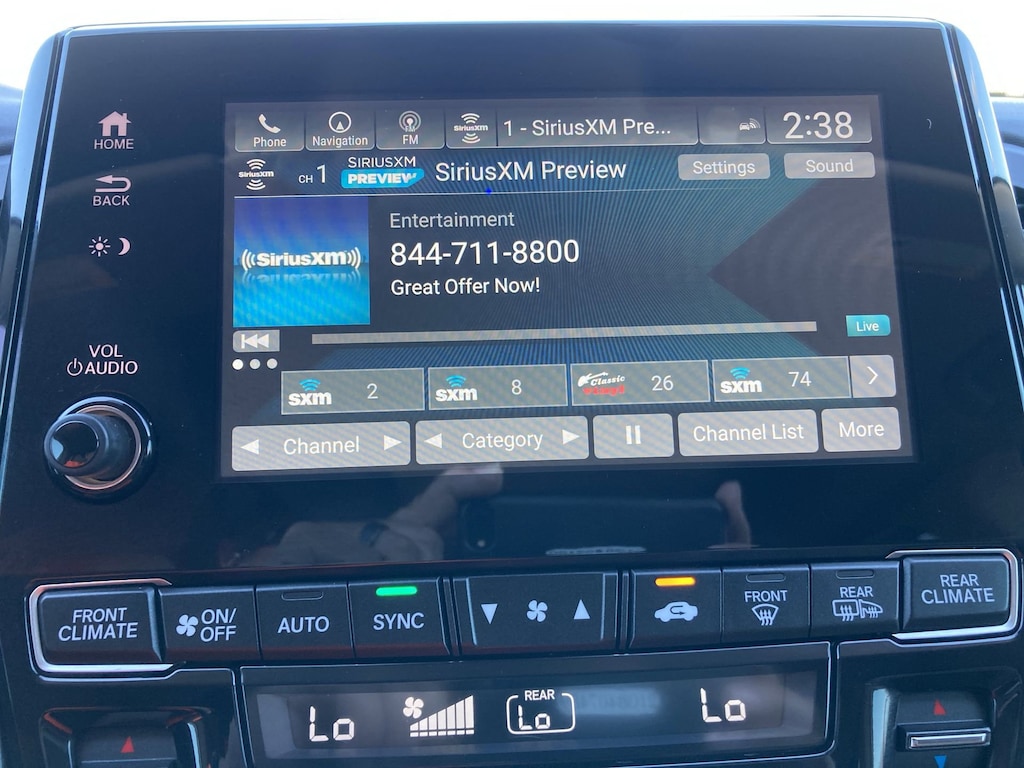 HOME
BACK
VOL
AUDIO
Phone
Navigation
FM
SiriusXM
1 - SiriusXM Pre...
2:38
SiriusXM
CH 1
SIRIUSXM
PREVIEW
SiriusXM Preview
Settings
Sound
((SiriusXM))
Entertainment
844-711-8800
Great Offer Now!
Live
sxm 2
sxm 8
Classic 26
sxm 74
Channel
Category
Channel List
More
FRONT
CLIMATE
ON/
OFF
AUTO
SYNC
FRONT
REAR
REAR
CLIMATE
Lo
REAR
Lo
Lo